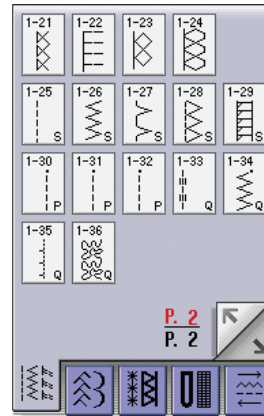 1-21 1-22 1-23 1-24
1-25 1-26 1-27 1-28 1-29
S S S S S
1-30 1-31 1-32 1-33 1-34
P P P Q Q
1-35 1-36
Q Q
P. 2
P. 2